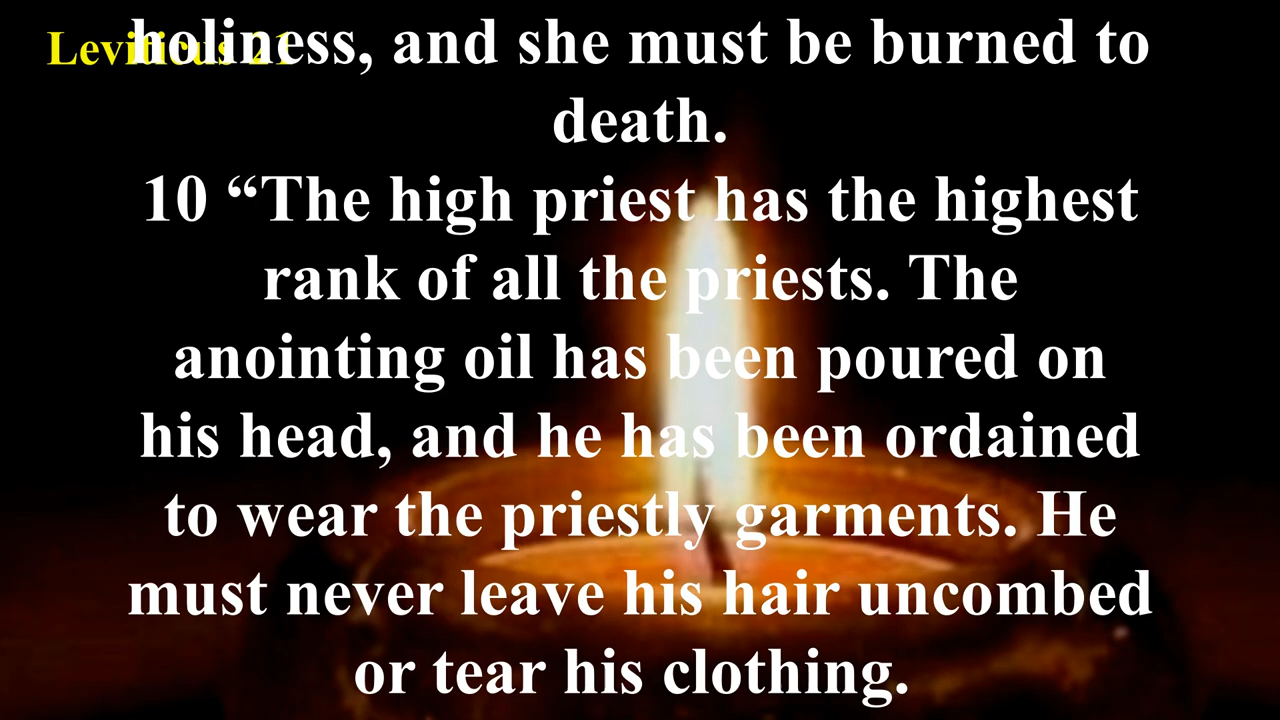 Leviticus 21
holiness, and she must be burned to
death.
10 “The high priest has the highest
rank of all the priests. The
anointing oil has been poured on
his head, and he has been ordained
to wear the priestly garments. He
must never leave his hair uncombed
or tear his clothing.